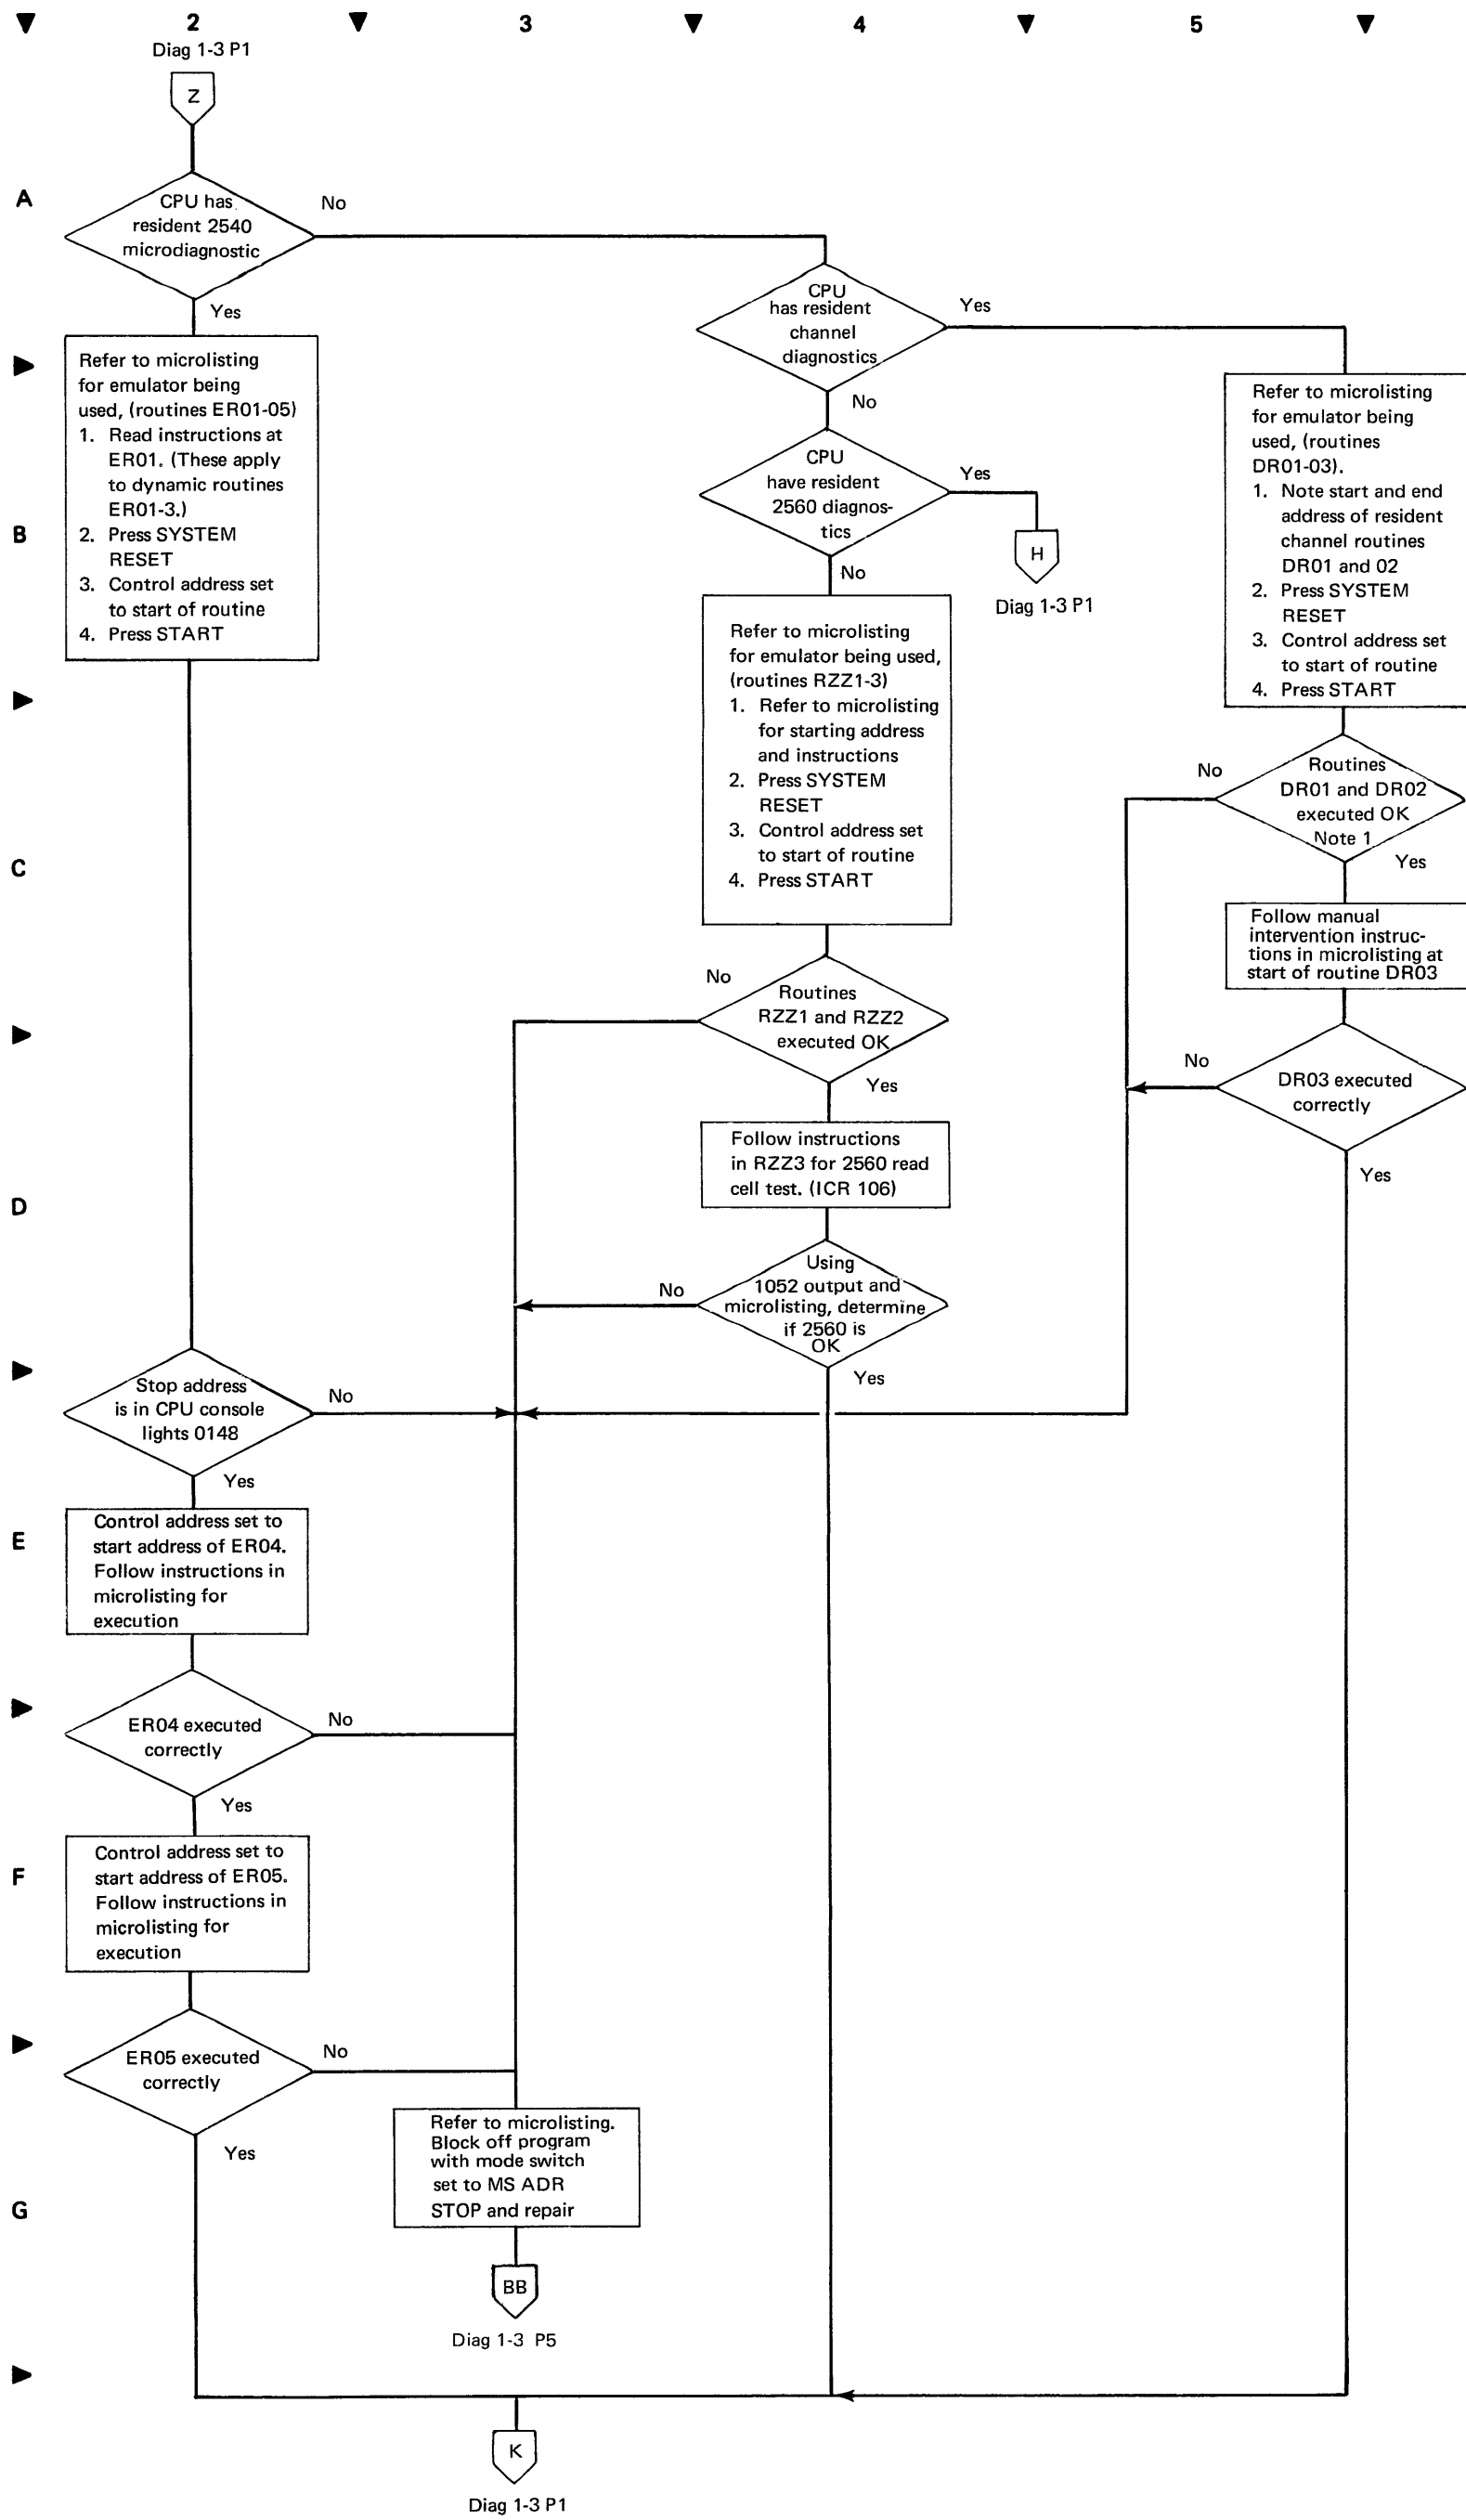 2
3
4
5
Diag 1-3 P1
Z
A
CPU has
resident 2540
microdiagnostic
No
Yes
CPU
has resident
channel
diagnostics
Yes
No
Refer to microlisting
for emulator being
used, (routines ER01-05)
1. Read instructions at
ER01. (These apply
to dynamic routines
ER01-3.)
2. Press SYSTEM
RESET
3. Control address set
to start of routine
4. Press START
CPU
have resident
2560 diagnos-
tics
Yes
No
H
Diag 1-3 P1
Refer to microlisting
for emulator being
used, (routines
DR01-03).
1. Note start and end
address of resident
channel routines
DR01 and 02
2. Press SYSTEM
RESET
3. Control address set
to start of routine
4. Press START
B
Refer to microlisting
for emulator being used,
(routines RZZ1-3)
1. Refer to microlisting
for starting address
and instructions
2. Press SYSTEM
RESET
3. Control address set
to start of routine
4. Press START
No
Routines
DR01 and DR02
executed OK
Note 1
Yes
C
Follow manual
intervention instruc-
tions in microlisting at
start of routine DR03
No
Routines
RZZ1 and RZZ2
executed OK
Yes
No
DR03 executed
correctly
Yes
Follow instructions
in RZZ3 for 2560 read
cell test. (ICR 106)
D
No
Using
1052 output and
microlisting, determine
if 2560 is
OK
Yes
Stop address
is in CPU console
lights 0148
No
Yes
E
Control address set to
start address of ER04.
Follow instructions in
microlisting for
execution
ER04 executed
correctly
No
Yes
F
Control address set to
start address of ER05.
Follow instructions in
microlisting for
execution
ER05 executed
correctly
No
Yes
Refer to microlisting.
Block off program
with mode switch
set to MS ADR
STOP and repair
G
BB
Diag 1-3 P5
K
Diag 1-3 P1